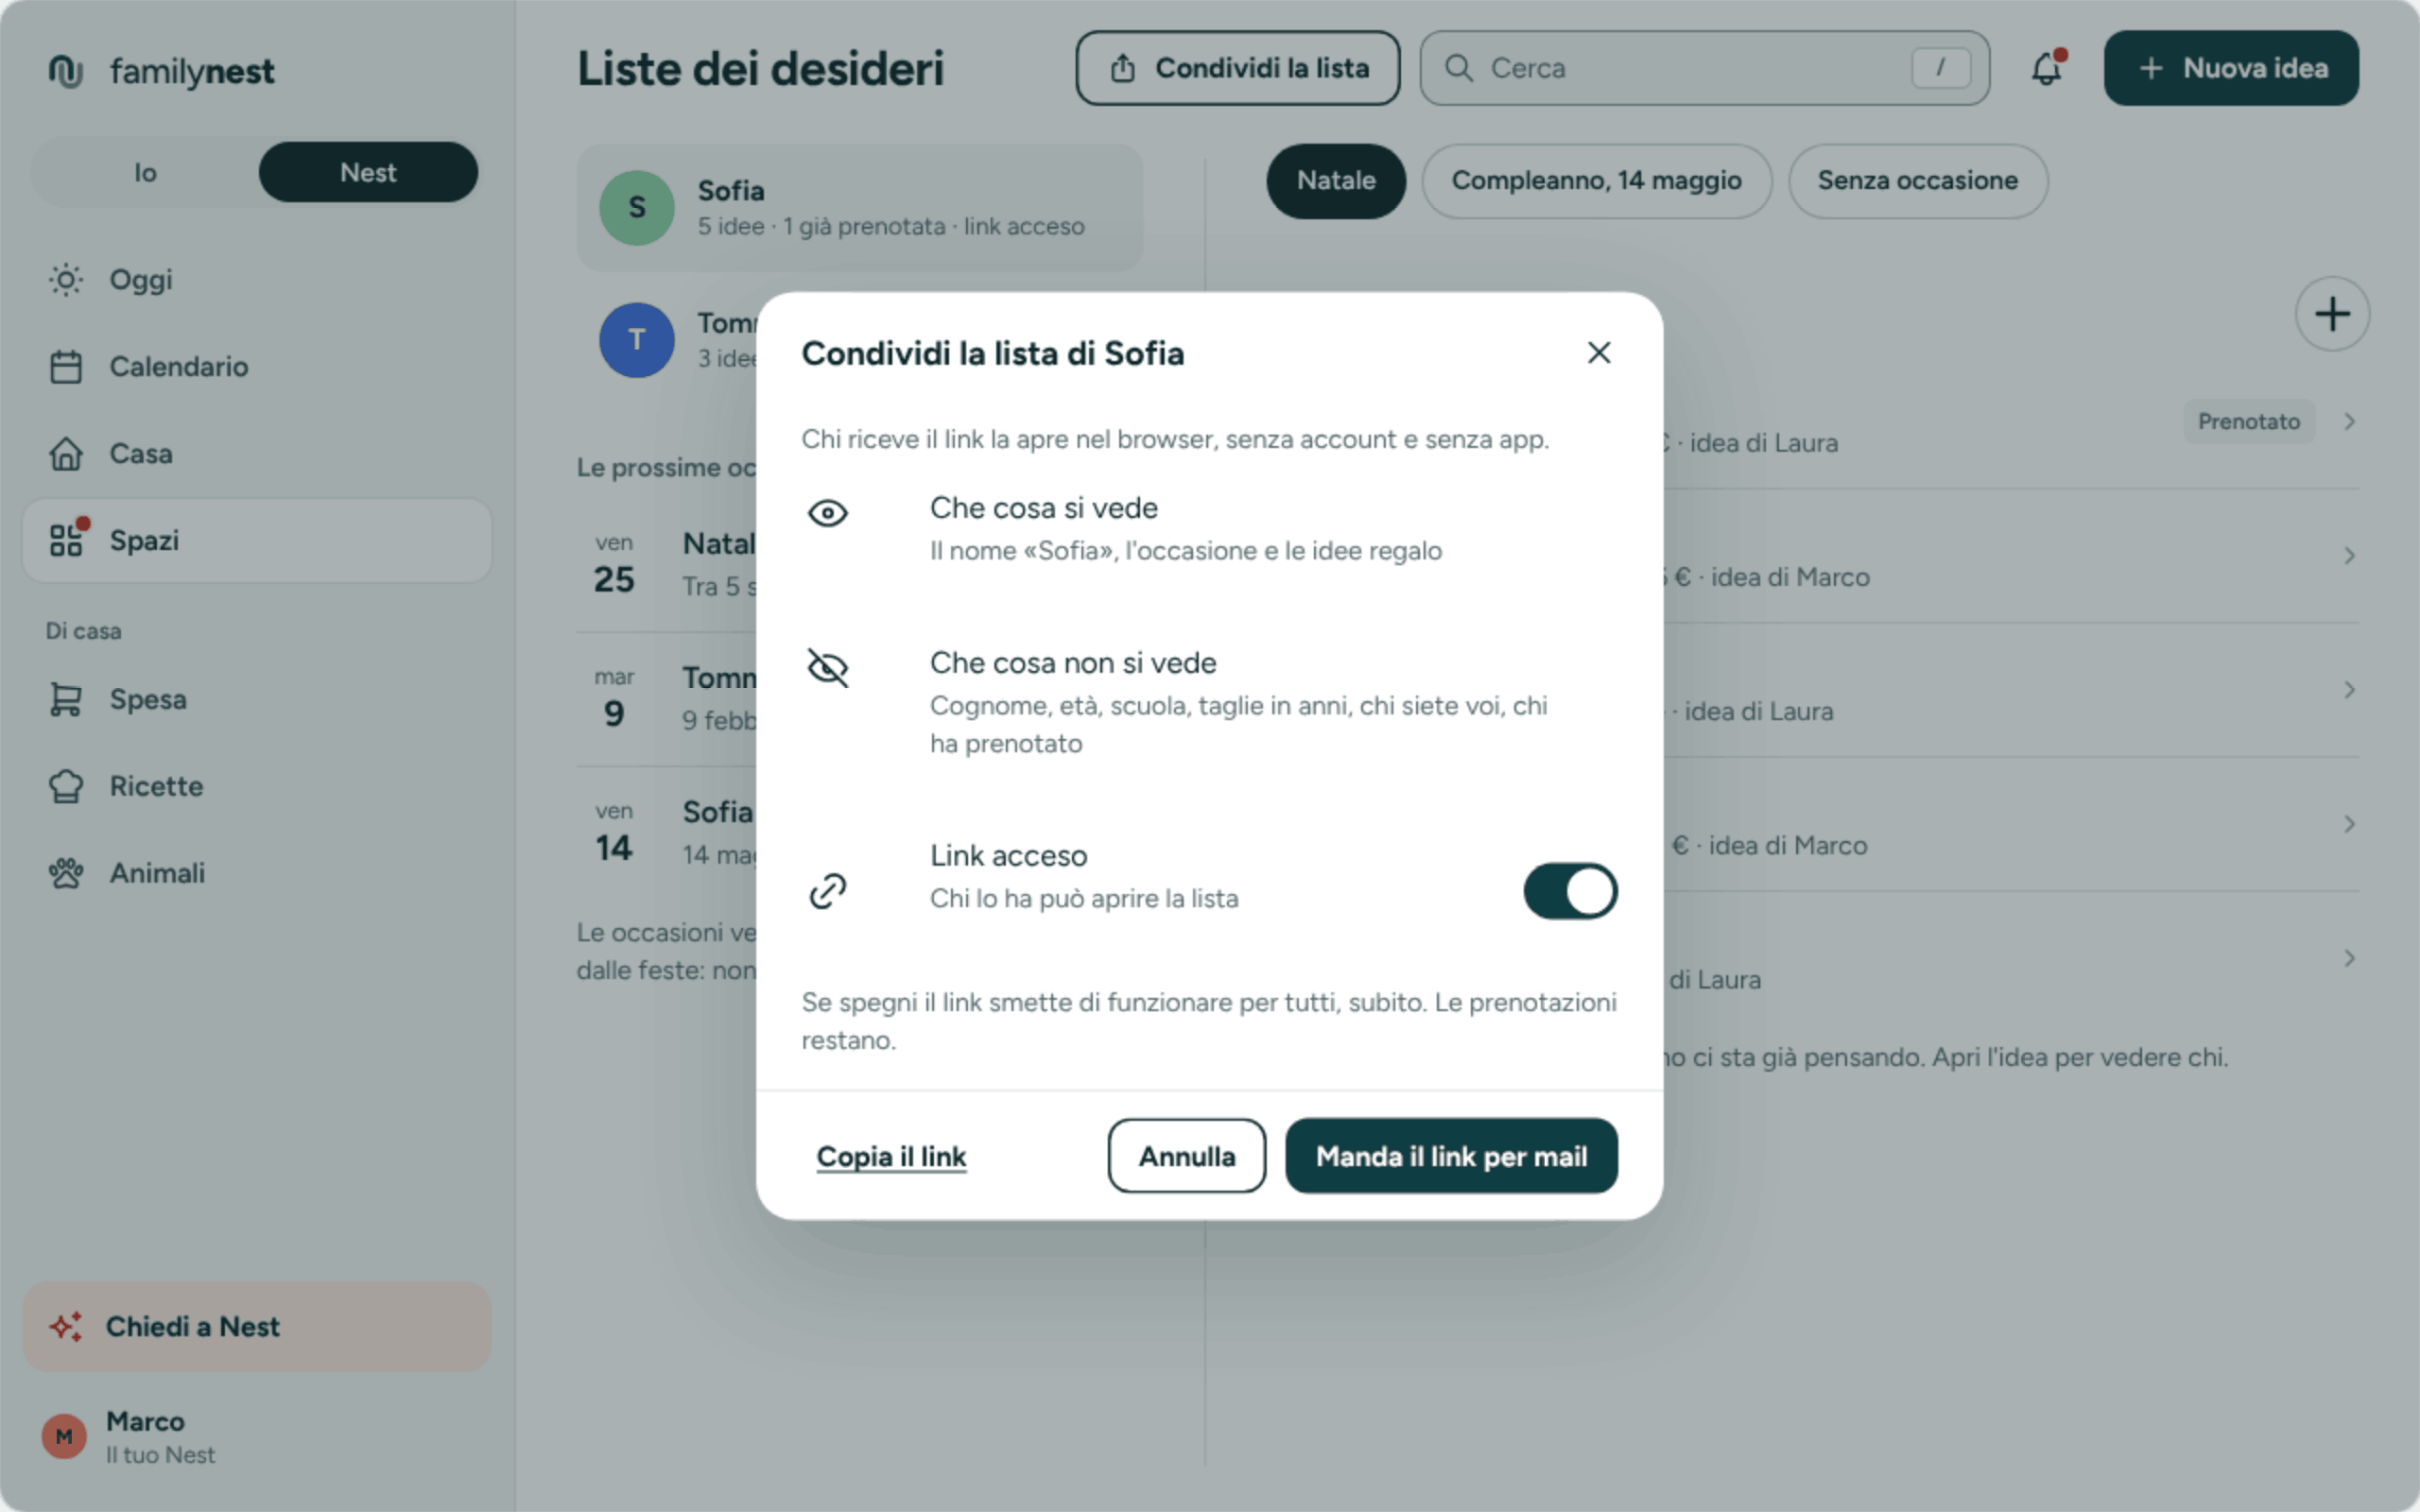 familynest
Io
Nest
Oggi
Calendario
Casa
Spazi
Di casa
Spesa
Ricette
Animali
Chiedi a Nest
M
Marco
Il tuo Nest
Liste dei desideri
Condividi la lista
Cerca
/
Nuova idea
S
Sofia
5 idee · 1 già prenotata · link acceso
T
3
Le prossime
ven
25
Tra 5
mar
9
9
ven
14
Sofia
14
Le occasioni
dalle feste: non
Natale
Compleanno, 14 maggio
Senza occasione
· idea di Laura
Prenotato
€ · idea di Marco
· idea di Laura
€ · idea di Marco
di Laura
ci sta già pensando. Apri l'idea per vedere chi.
Condividi la lista di Sofia
Chi riceve il link la apre nel browser, senza account e senza app.
Che cosa si vede
Il nome «Sofia», l'occasione e le idee regalo
Che cosa non si vede
Cognome, età, scuola, taglie in anni, chi siete voi, chi
ha prenotato
Link acceso
Chi lo ha può aprire la lista
Se spegni il link smette di funzionare per tutti, subito. Le prenotazioni
restano.
Copia il link
Annulla
Manda il link per mail